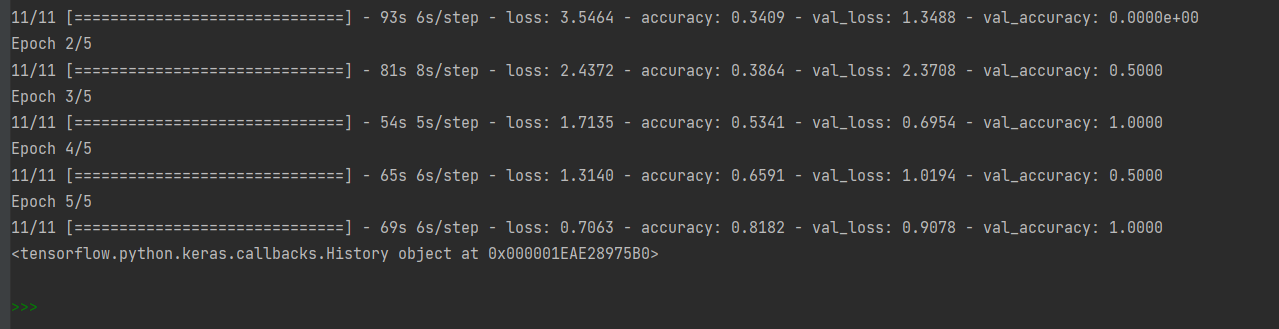 11/11 [==============================] - 93s 6s/step - loss: 3.5464 - accuracy: 0.3409 - val_loss: 1.3488 - val_accuracy: 0.0000e+00
Epoch 2/5
11/11 [==============================] - 81s 8s/step - loss: 2.4372 - accuracy: 0.3864 - val_loss: 2.3708 - val_accuracy: 0.5000
Epoch 3/5
11/11 [==============================] - 54s 5s/step - loss: 1.7135 - accuracy: 0.5341 - val_loss: 0.6954 - val_accuracy: 1.0000
Epoch 4/5
11/11 [==============================] - 65s 6s/step - loss: 1.3140 - accuracy: 0.6591 - val_loss: 1.0194 - val_accuracy: 0.5000
Epoch 5/5
11/11 [==============================] - 69s 6s/step - loss: 0.7063 - accuracy: 0.8182 - val_loss: 0.9078 - val_accuracy: 1.0000
<tensorflow.python.keras.callbacks.History object at 0x000001EAE28975B0>
>>>